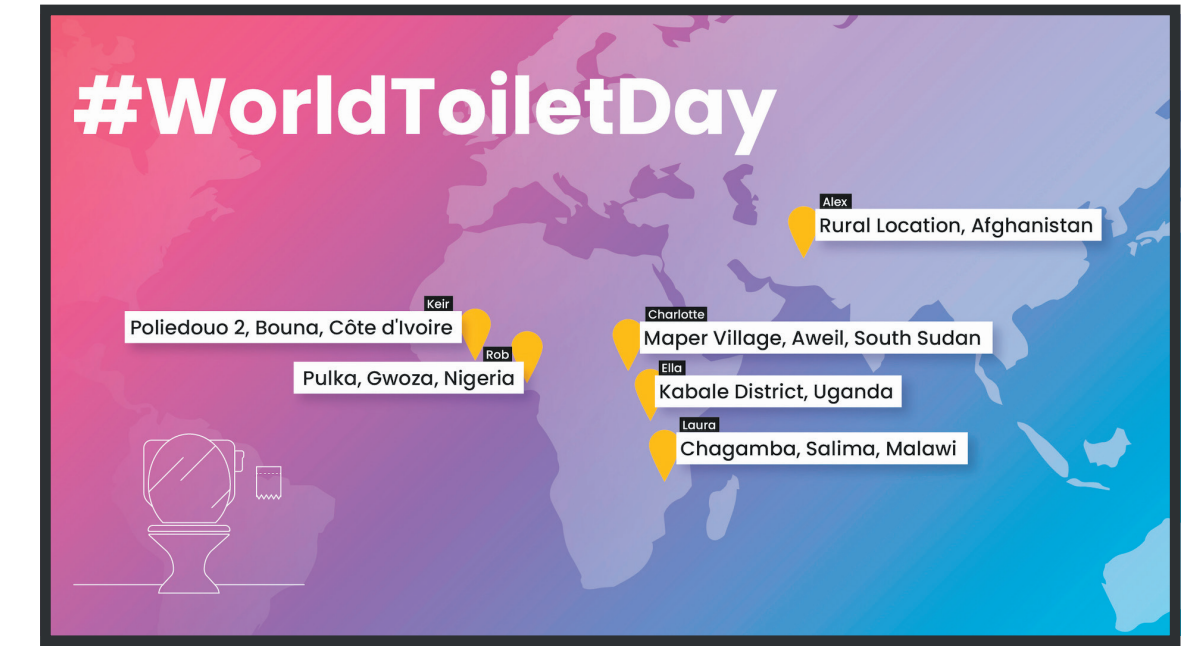 #WorldToiletDay
Alex
Rural Location, Afghanistan
Keir
Poliedouo 2, Bouna, Côte d'Ivoire
Charlotte
Maper Village, Aweil, South Sudan
Rob
Pulka, Gwoza, Nigeria
Ella
Kabale District, Uganda
Laura
Chagamba, Salima, Malawi